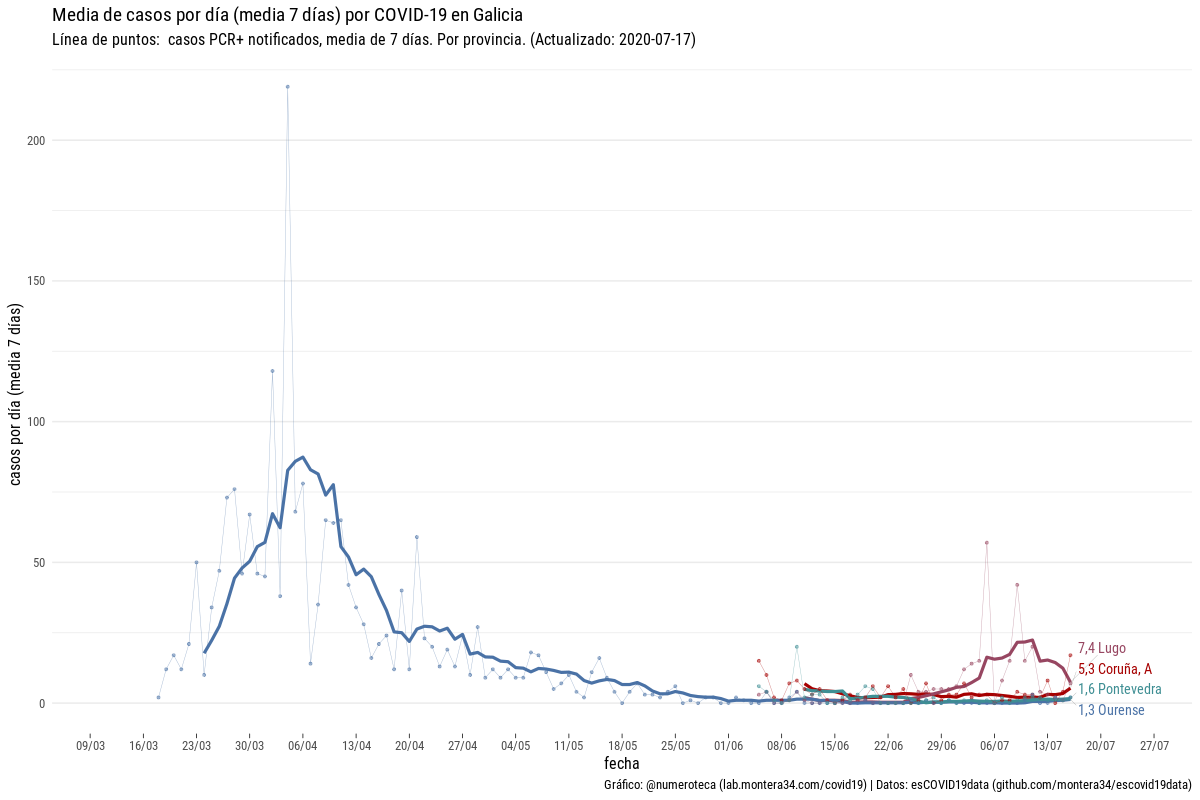 Media de casos por día (media 7 días) por COVID-19 en Galicia
Línea de puntos:  casos PCR+ notificados, media de 7 días. Por provincia. (Actualizado: 2020-07-17)
casos por día (media 7 días)
200
150
100
50
0
7,4 Lugo
5,3 Coruña, A
1,6 Pontevedra
1,3 Ourense
09/03 16/03 23/03 30/03 06/04 13/04 20/04 27/04 04/05 11/05 18/05 25/05 01/06 08/06 15/06 22/06 29/06 06/07 13/07 20/07 27/07
fecha
Gráfico: @numeroteca (lab.montera34.com/covid19) | Datos: esCOVID19data (github.com/montera34/escovid19data)